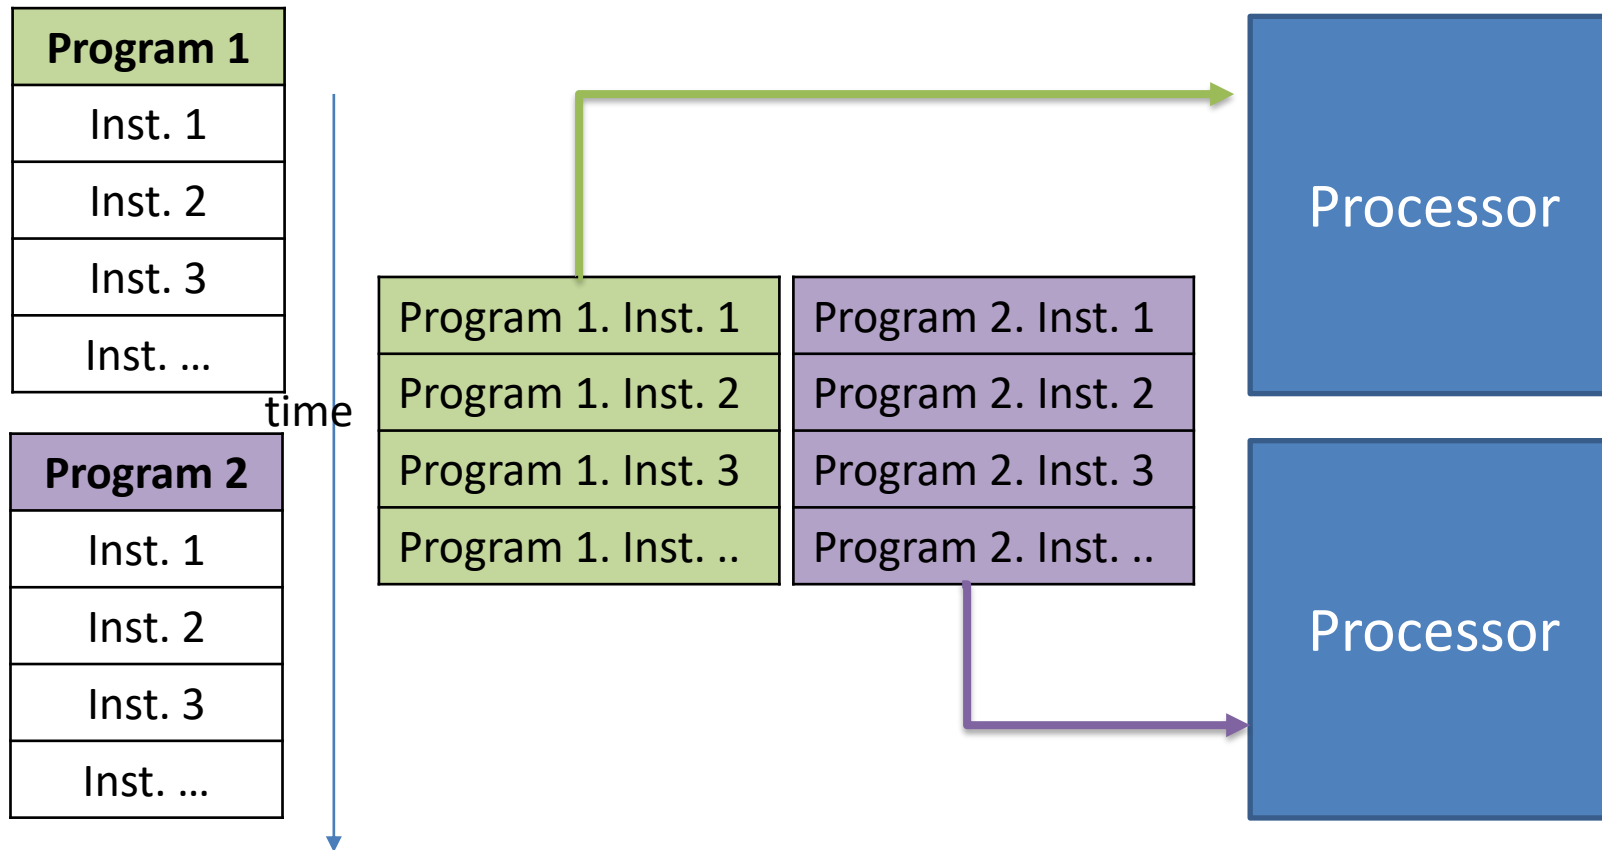 Program 1
Inst. 1
Inst. 2
Inst. 3
Inst. ...
Program 2
Inst. 1
Inst. 2
Inst. 3
Inst. ...
time
Program 1. Inst. 1
Program 1. Inst. 2
Program 1. Inst. 3
Program 1. Inst. ..
Program 2. Inst. 1
Program 2. Inst. 2
Program 2. Inst. 3
Program 2. Inst. ..
Processor
Processor